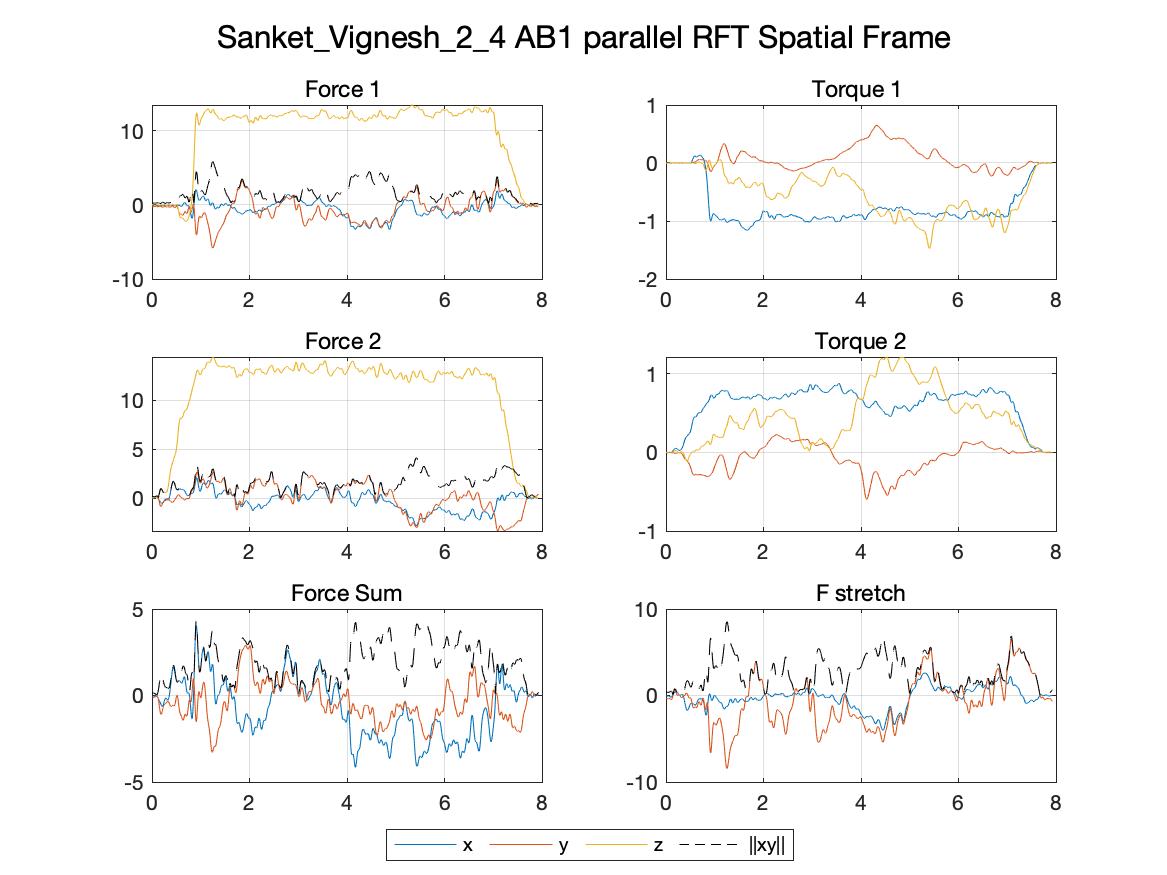 Sanket_Vignesh_2_4 AB1 parallel RFT Spatial Frame
Force 1
10
0
-10
0 2 4 6 8
Torque 1
1
0
-1
-2
0 2 4 6 8
Force 2
10
5
0
0 2 4 6 8
Torque 2
1
0
-1
0 2 4 6 8
Force Sum
5
0
-5
0 2 4 6 8
F stretch
10
0
-10
0 2 4 6 8
x y z ||xy||